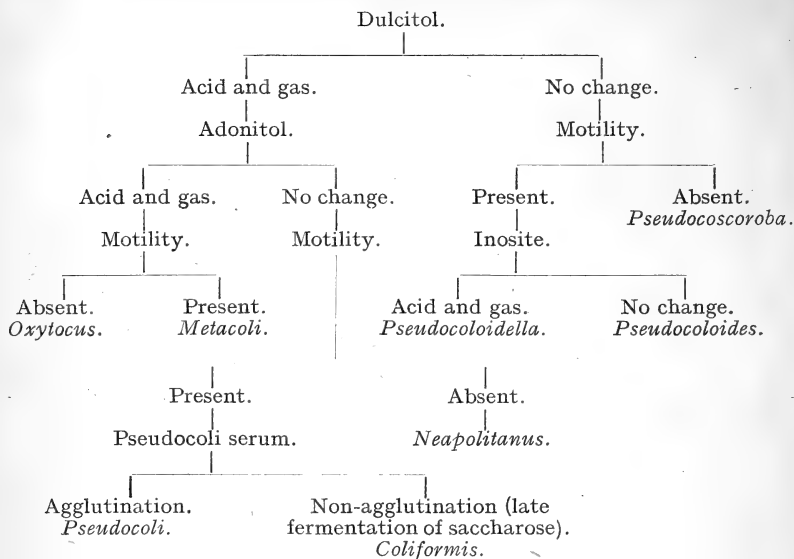 Dulcitol.
Acid and gas. No change.
Adonitol. Motility.
Acid and gas. No change. Present. Absent.
Pseudocoscoroba.
Motility. Motility. Inosite.
Absent. Present. Acid and gas. No change.
Oxytocus. Metacoli. Pseudocoloidella. Pseudocoloides.
Present. Absent.
Pseudocoli serum. Neapolitanus.
Agglutination. Non-agglutination (late
Pseudocoli. fermentation of saccharose).
Coliformis.